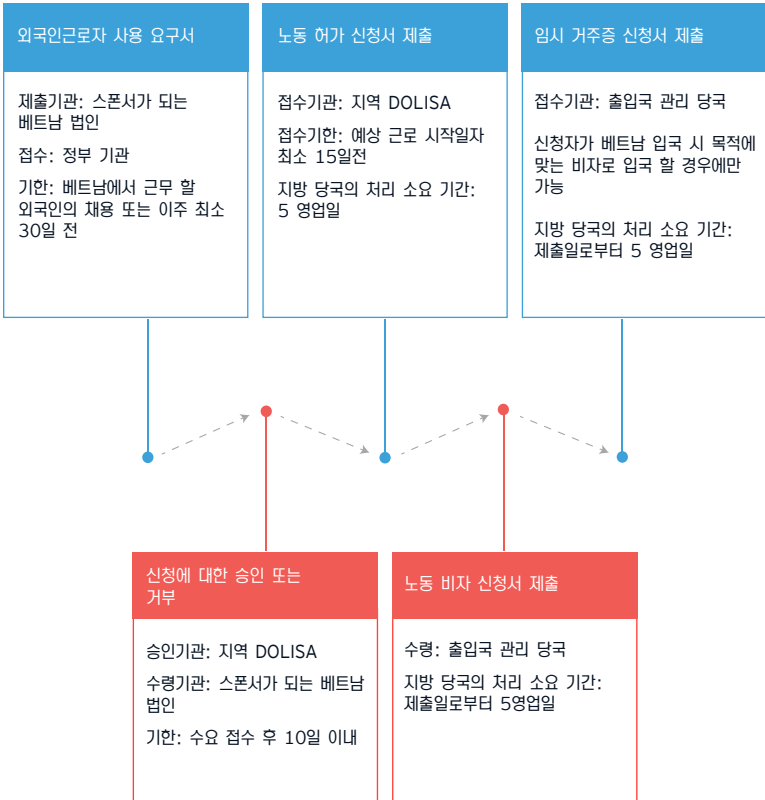 외국인근로자 사용 요구서
제출기관: 스폰서가 되는
베트남 법인
접수: 정부 기관
기한: 베트남에서 근무 할
외국인의 채용 또는 이주 최소
30일 전
노동 허가 신청서 제출
접수기관: 지역 DOLISA
접수기한: 예상 근로 시작일자
최소 15일전
지방 당국의 처리 소요 기간:
5 영업일
임시 거주증 신청서 제출
접수기관: 출입국 관리 당국
신청자가 베트남 입국 시 목적에
맞는 비자로 입국 할 경우에만
가능
지방 당국의 처리 소요 기간:
제출일로부터 5 영업일
신청에 대한 승인 또는
거부
승인기관: 지역 DOLISA
수령기관: 스폰서가 되는 베트남
법인
기한: 수요 접수 후 10일 이내
노동 비자 신청서 제출
수령: 출입국 관리 당국
지방 당국의 처리 소요 기간:
제출일로부터 5영업일